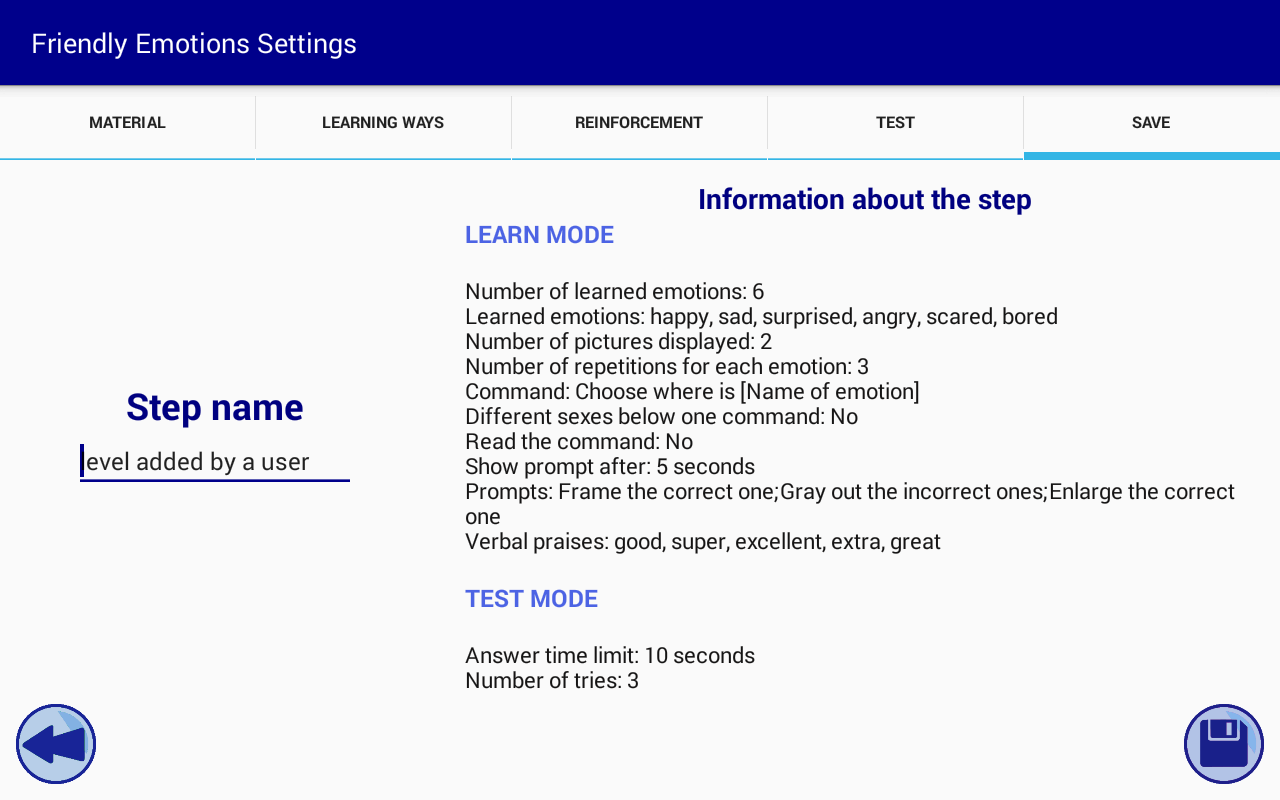 Friendly Emotions Settings
MATERIAL
LEARNING WAYS
REINFORCEMENT
TEST
SAVE
Step name
level added by a user
Information about the step
LEARN MODE
Number of learned emotions: 6
Learned emotions: happy, sad, surprised, angry, scared, bored
Number of pictures displayed: 2
Number of repetitions for each emotion: 3
Command: Choose where is [Name of emotion]
Different sexes below one command: No
Read the command: No
Show prompt after: 5 seconds
Prompts: Frame the correct one;Gray out the incorrect ones;Enlarge the correct
one
Verbal praises: good, super, excellent, extra, great
TEST MODE
Answer time limit: 10 seconds
Number of tries: 3